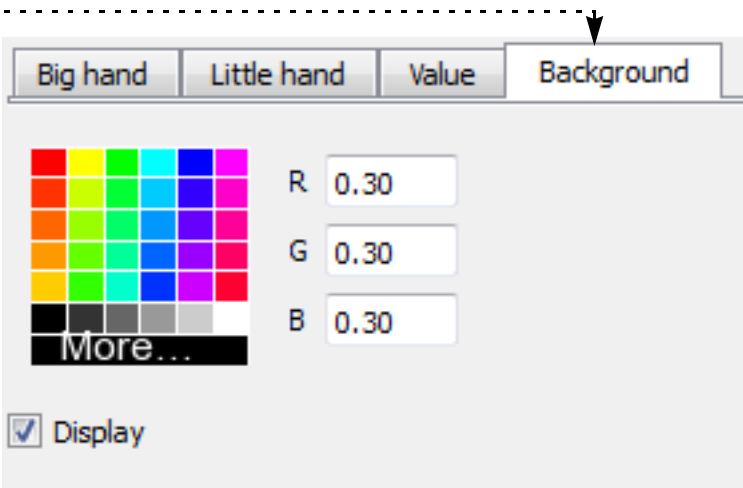 Big hand Little hand Value Background
R 0.30
G 0.30
B 0.30
More...
Display